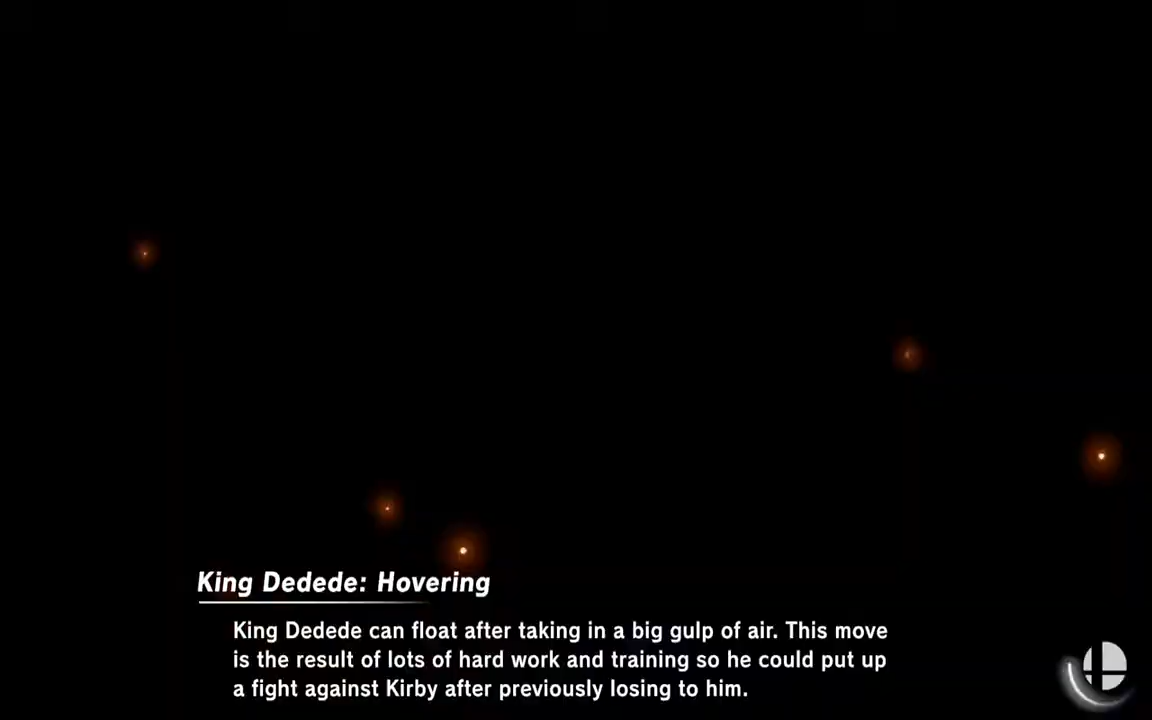 King Dedede: Hovering
King Dedede can float after taking in a big gulp of air. This move
is the result of lots of hard work and training so he could put up
a fight against Kirby after previously losing to him.